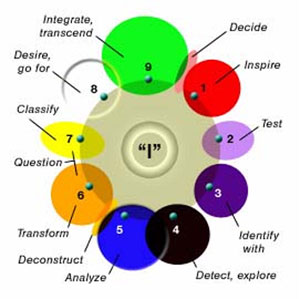 Integrate,
transcend
Decide
Desire,
go for
9
Inspire
8
1
Classify
Test
7
"I"
2
Question
6
3
Transform
5
4
Identify
with
Deconstruct
Analyze
Detect, explore